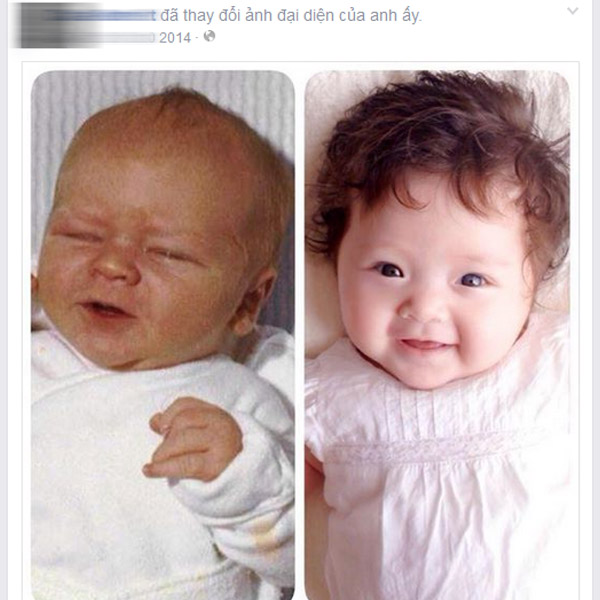 đã thay đổi ảnh đại diện của anh ấy.
2014 ·